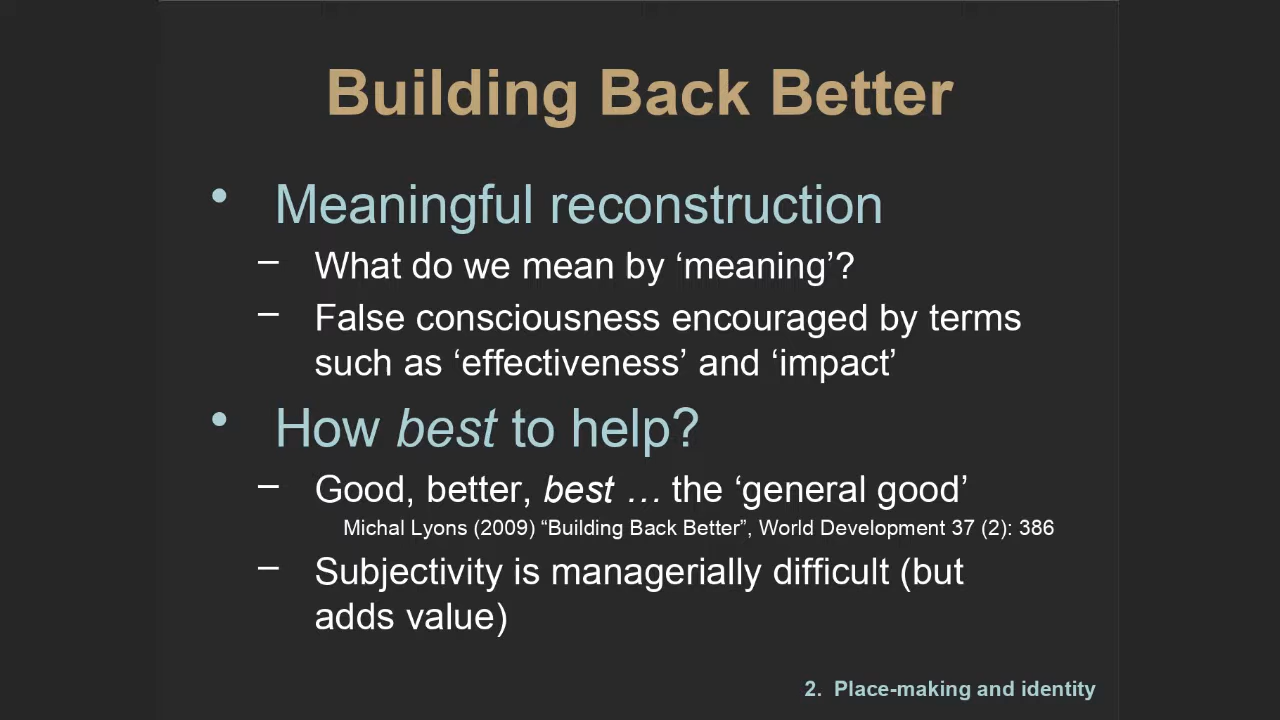 Building Back Better
• Meaningful reconstruction
– What do we mean by ‘meaning’?
– False consciousness encouraged by terms
such as ‘effectiveness’ and ‘impact’
• How best to help?
– Good, better, best … the ‘general good’
Michal Lyons (2009) “Building Back Better”, World Development 37 (2): 386
– Subjectivity is managerially difficult (but
adds value)
2. Place-making and identity